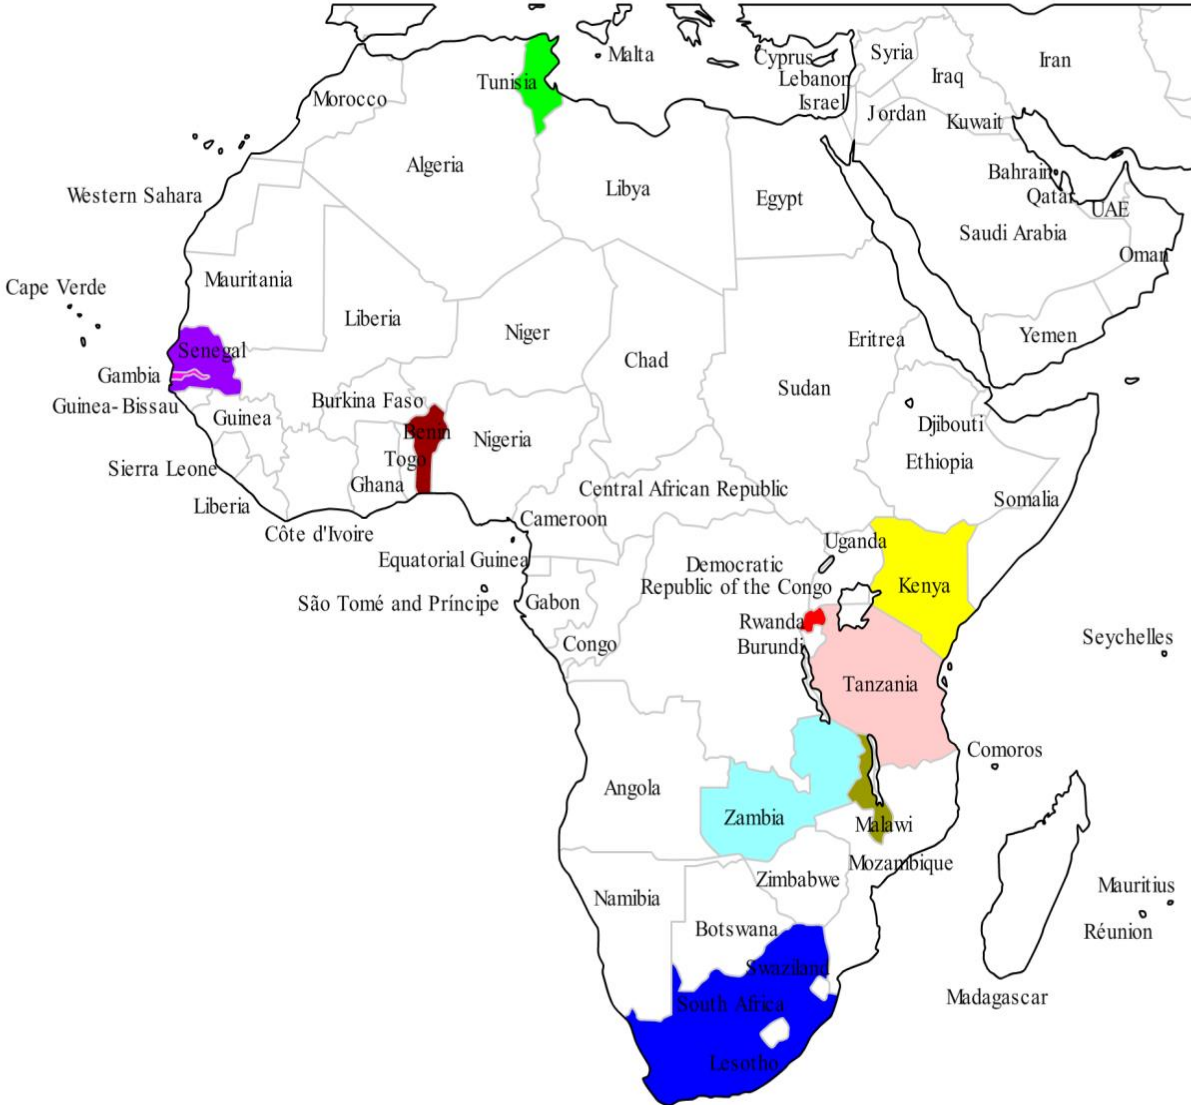 Malta
Cyprus
Syria
Iran
Lebanon
Iraq
Tunisia
Israel
Morocco
Jordan
Kuwait
Algeria
Bahrain
Western Sahara
Libya
Egypt
Qatar
UAE
Saudi Arabia
Oman
Mauritania
Cape Verde
Liberia
Niger
Eritrea
Yemen
Senegal
Chad
Gambia
Sudan
Guinea-Bissau
Burkina Faso
Guinea
Djibouti
Benin
Nigeria
Togo
Ethiopia
Sierra Leone
Ghana
Central African Republic
Somalia
Liberia
Cameroon
Côte d'Ivoire
Uganda
Equatorial Guinea
Democratic
Republic of the Congo
Kenya
São Tomé and Príncipe
Gabon
Rwanda
Congo
Burundi
Seychelles
Tanzania
Comoros
Angola
Zambia
Malawi
Mozambique
Zimbabwe
Mauritius
Namibia
Botswana
Réunion
Swaziland
Madagascar
South Africa
Lesotho